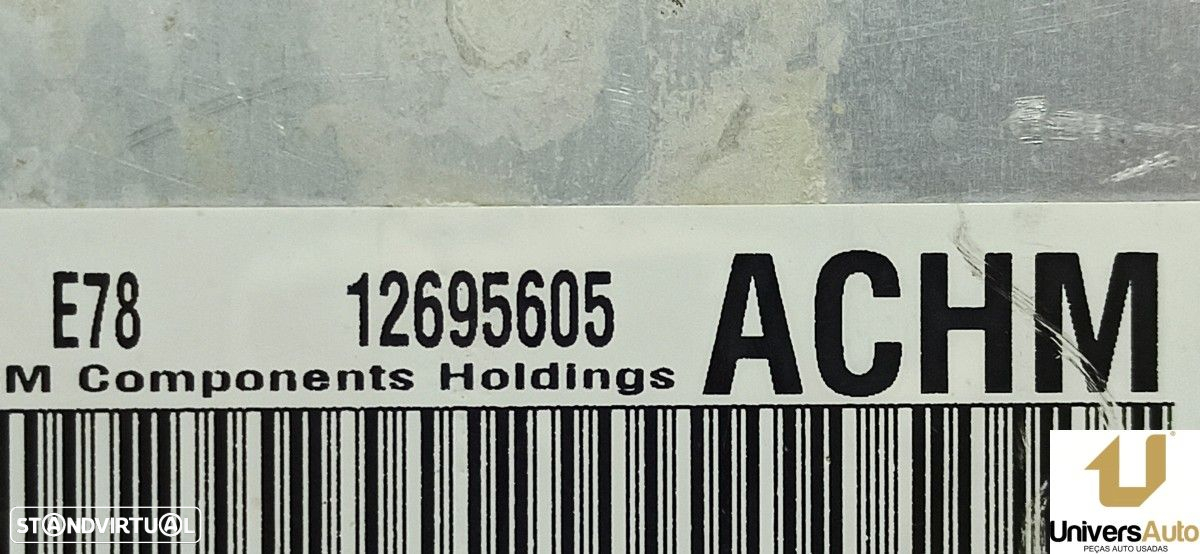 E78 12695605 ACHM
M Components Holdings
STANDVIRTUAL
UniversAuto
PEÇAS AUTO USADAS